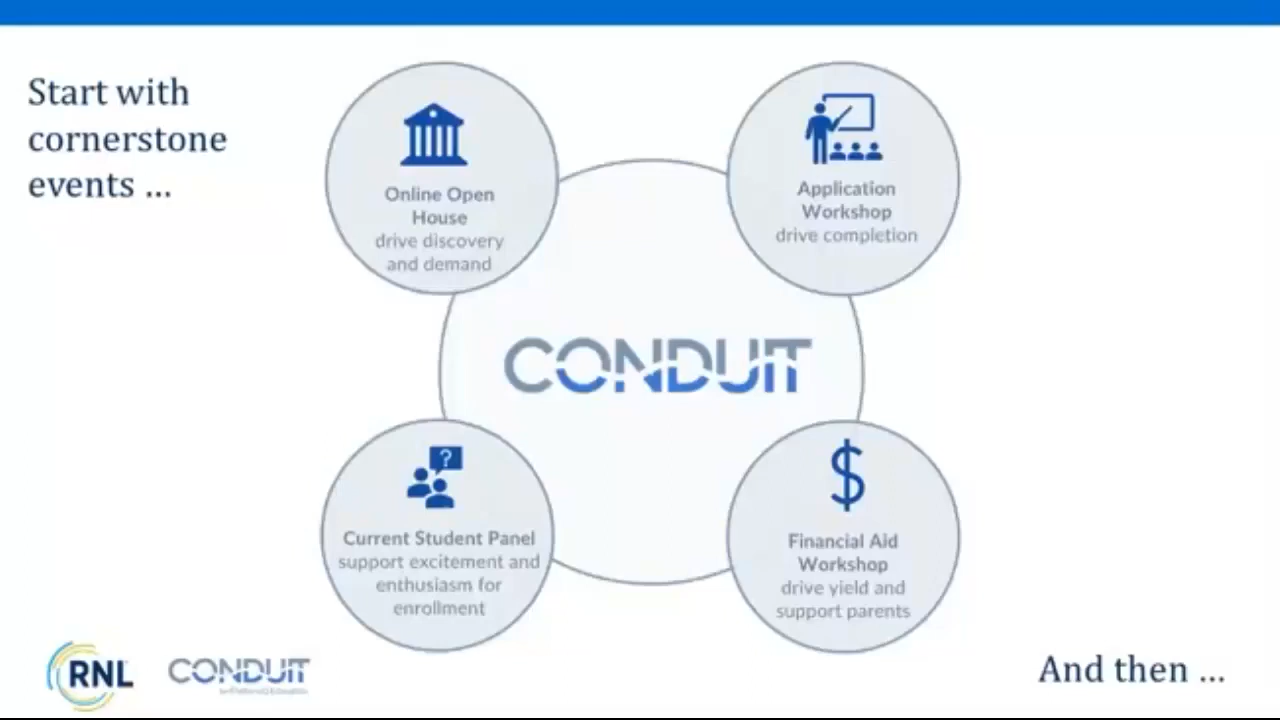 Start with
cornerstone
events ...
Online Open
House
drive discovery
and demand
Application
Workshop
drive completion
CONDUIT
?
Current Student Panel
support excitement and
enthusiasm for
enrollment
$
Financial Aid
Workshop
drive yield and
support parents
RNL
CONDUIT
And then ...